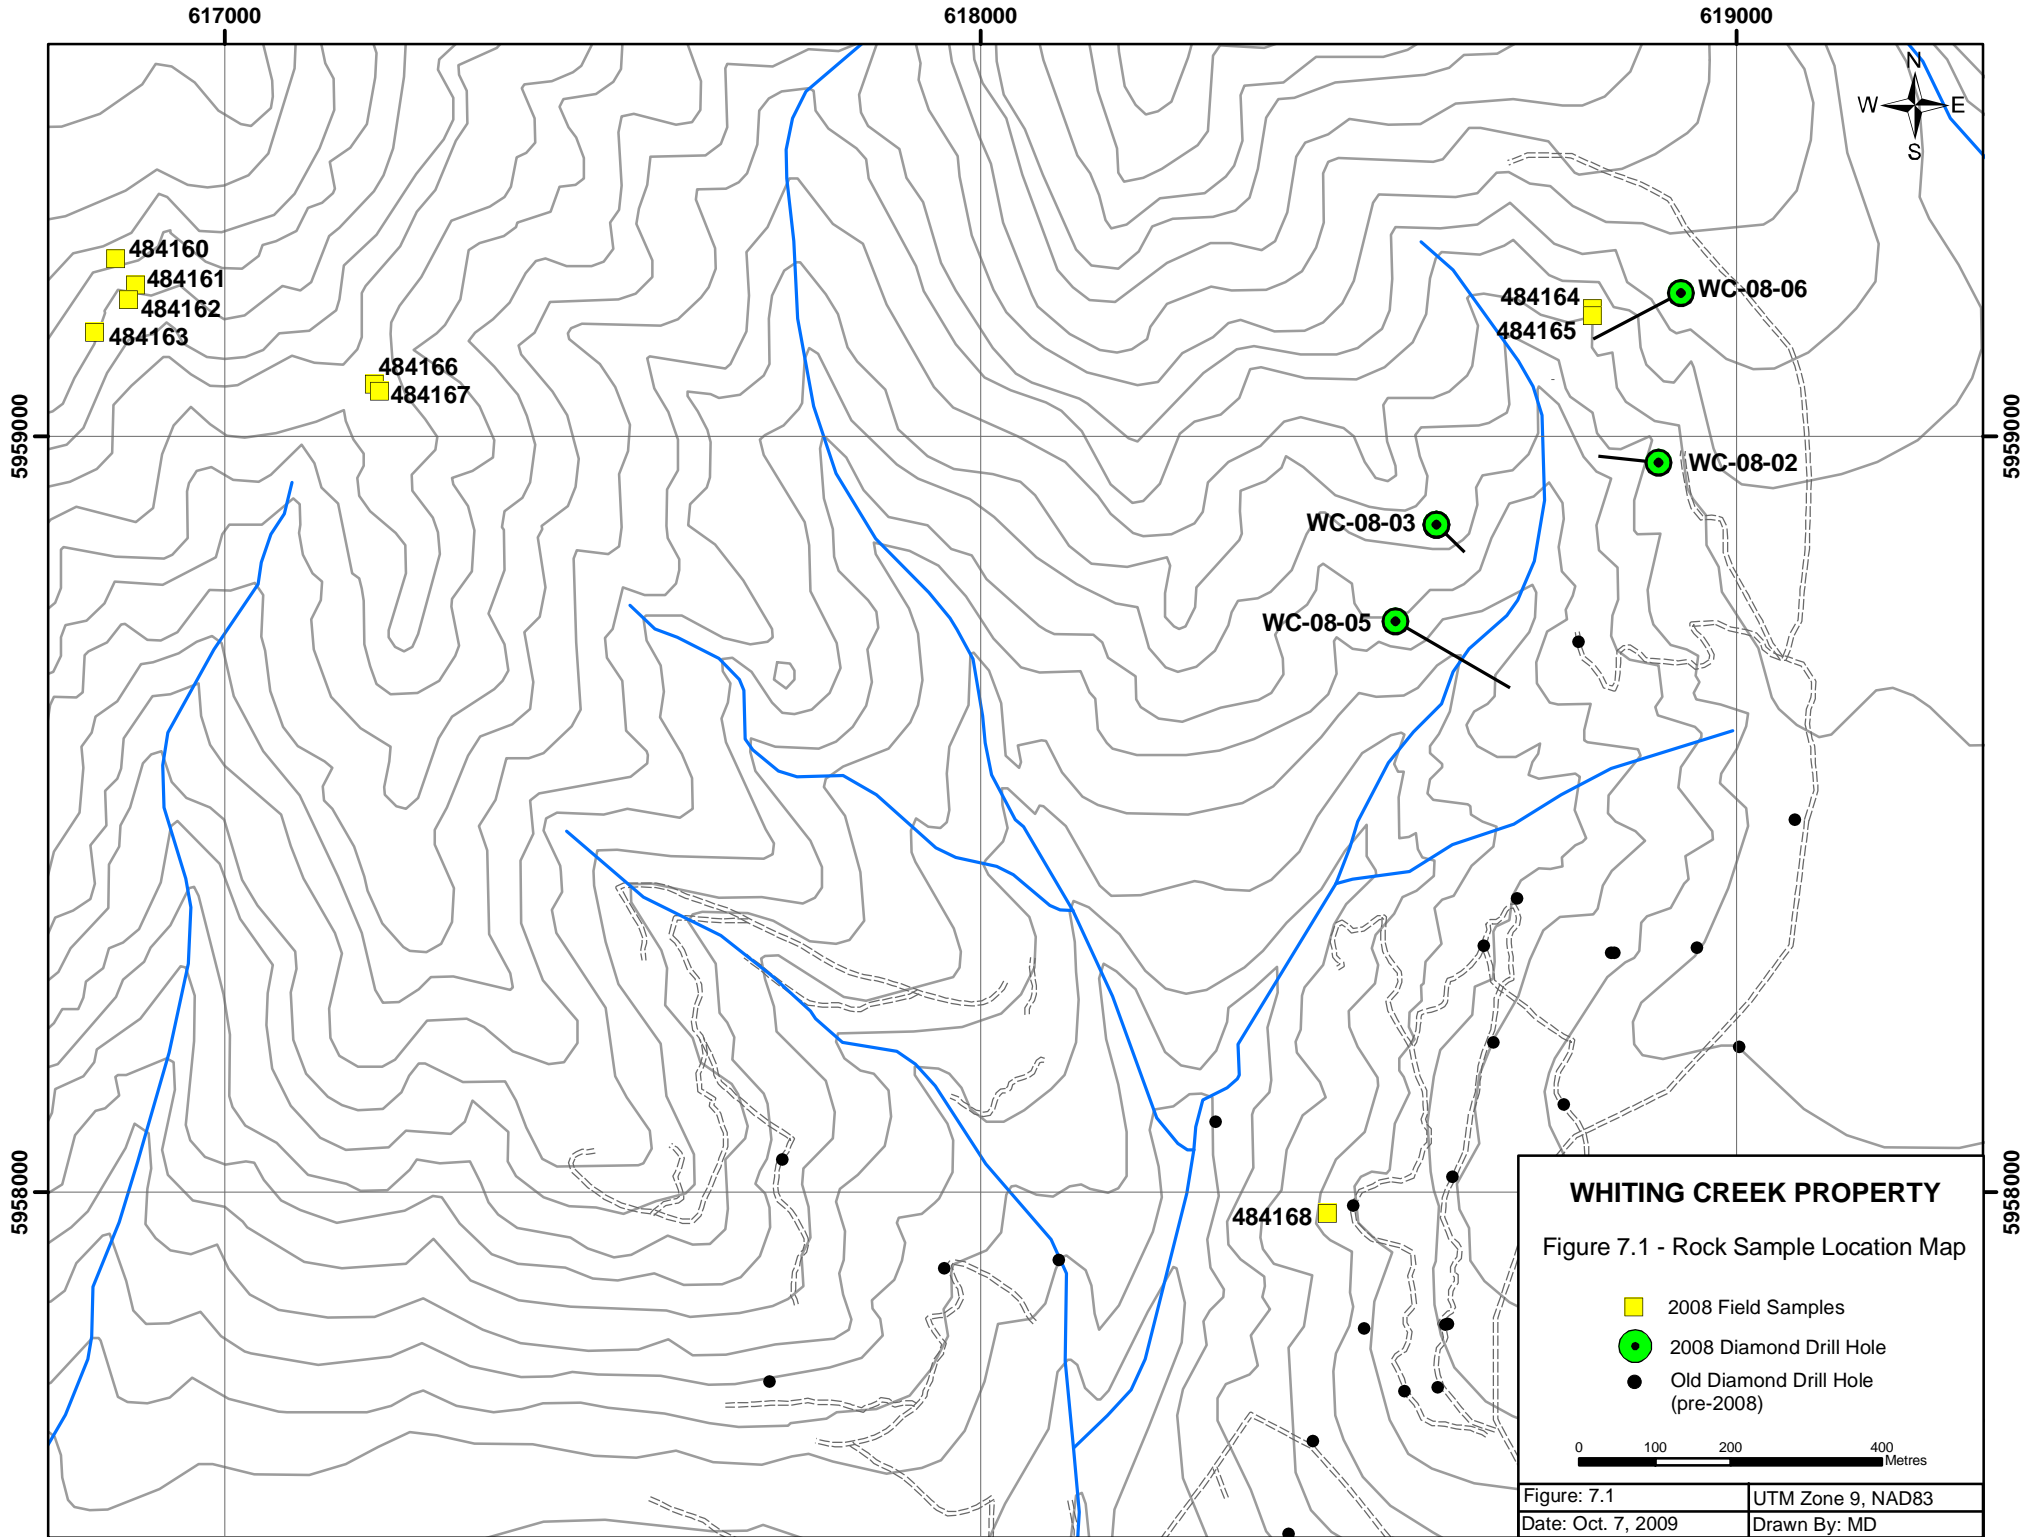 617000
618000
619000
N
W
E
S
484160
484161
484162
484163
484166
484167
484164
484165
WC-08-06
WC-08-02
WC-08-03
WC-08-05
484168
5959000
5959000
5958000
5958000
WHITING CREEK PROPERTY
Figure 7.1 - Rock Sample Location Map
2008 Field Samples
2008 Diamond Drill Hole
Old Diamond Drill Hole
(pre-2008)
0 100 200 400
Metres
Figure: 7.1
UTM Zone 9, NAD83
Date: Oct. 7, 2009
Drawn By: MD